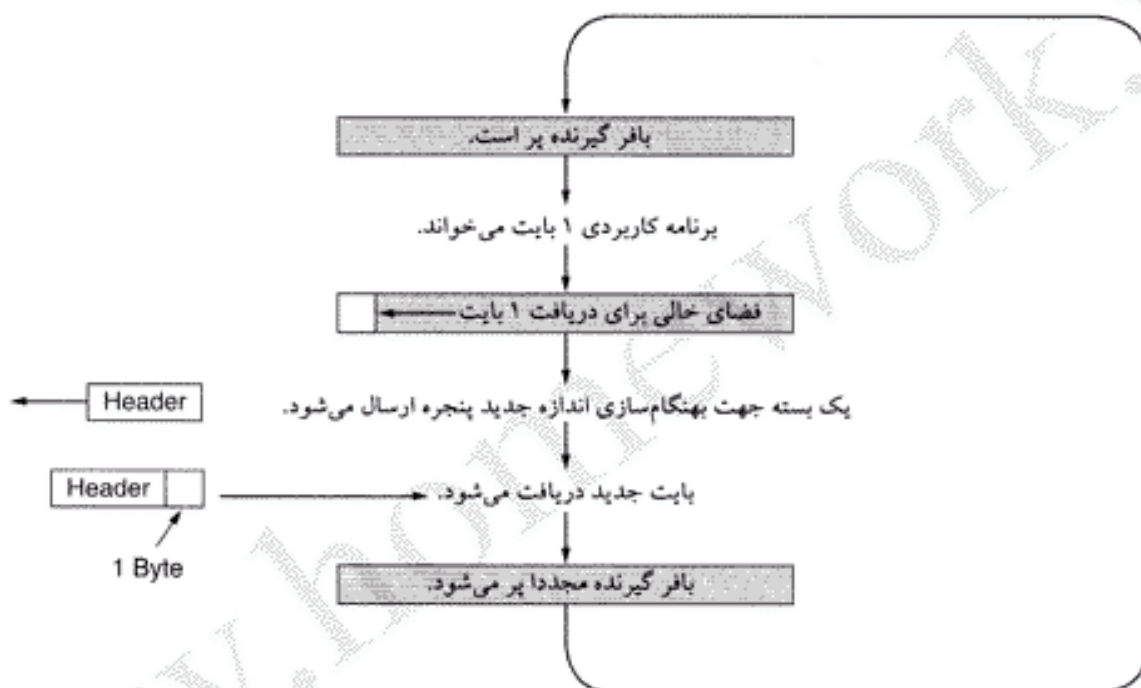 بافر گیرنده پر است.
برنامه کاربردی ۱ بایت می‌خواند.
فضای خالی برای دریافت ۱ بایت
Header
یک بسته جهت بهنگام‌سازی اندازه جدید پنجره ارسال می‌شود.
Header
بایت جدید دریافت می‌شود.
1 Byte
بافر گیرنده مجددا پر می‌شود.